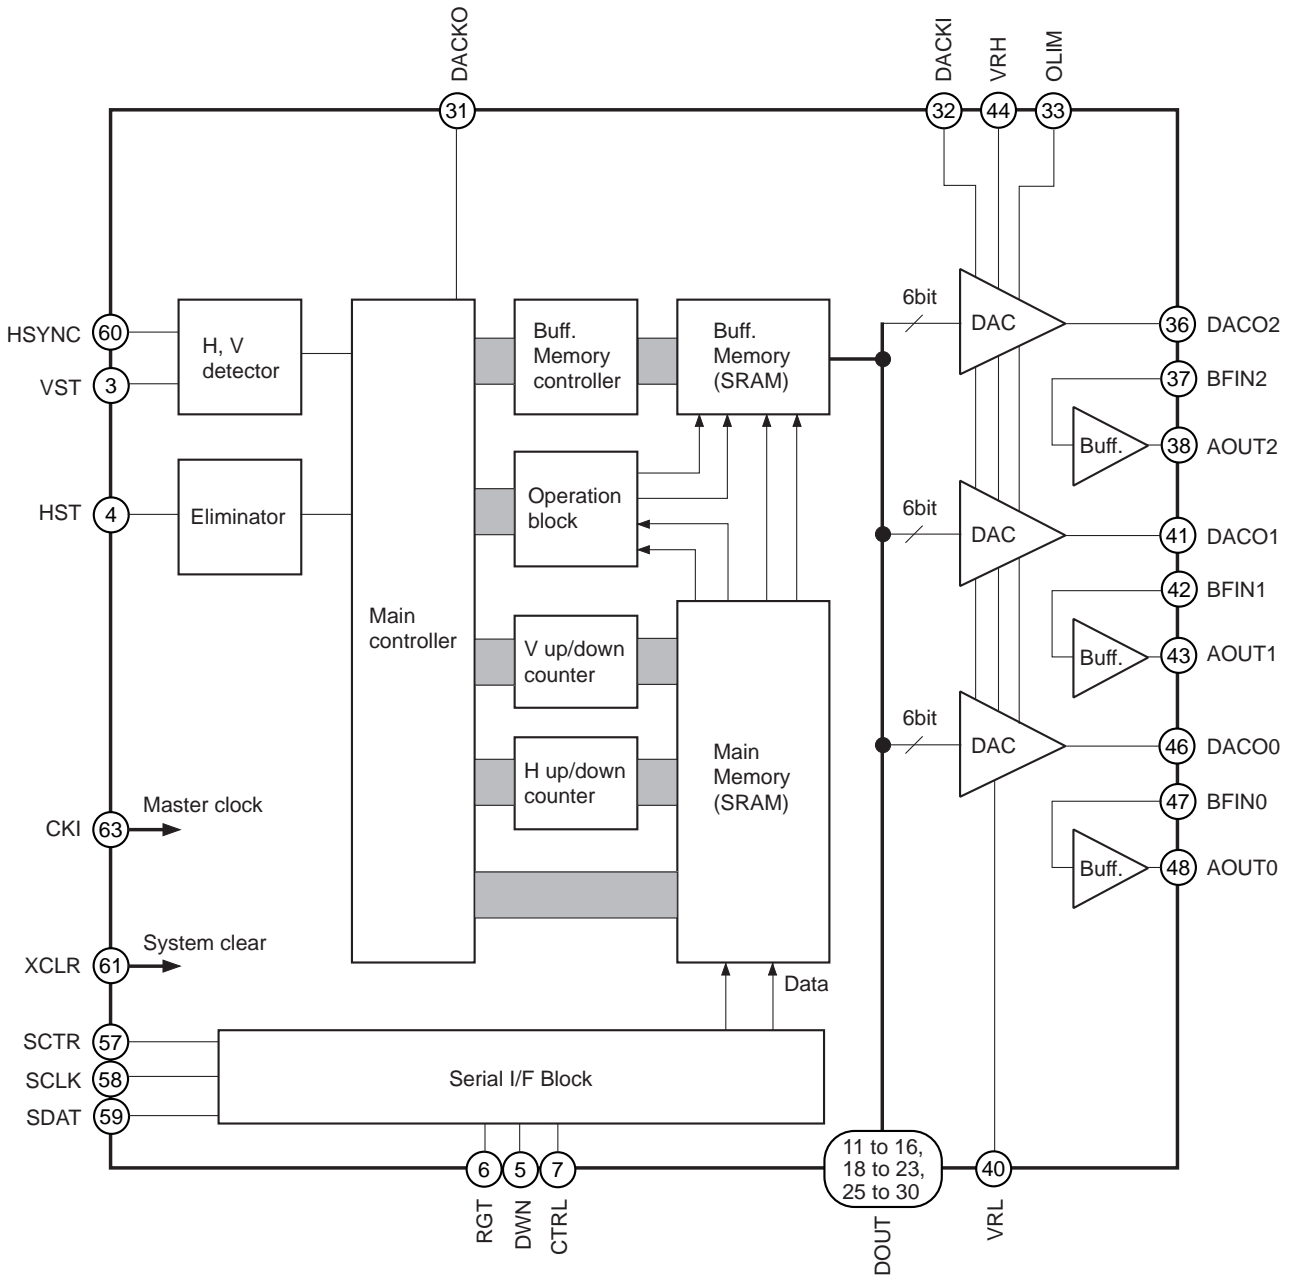 DACKO
DACKI
VRH
OLIM
31
32
44
33
HSYNC
60
VST
3
H, V
detector
HST
4
Eliminator
Main
controller
Buff.
Memory
controller
Buff.
Memory
(SRAM)
Operation
block
V up/down
counter
H up/down
counter
Main
Memory
(SRAM)
6bit
DAC
36
DACO2
37
BFIN2
Buff.
38
AOUT2
6bit
DAC
41
DACO1
42
BFIN1
Buff.
43
AOUT1
6bit
DAC
46
DACO0
47
BFIN0
Buff.
48
AOUT0
Master clock
CKI
63
System clear
XCLR
61
Data
SCTR
57
SCLK
58
SDAT
59
Serial I/F Block
6
5
7
RGT
DWN
CTRL
11 to 16,
18 to 23,
25 to 30
DOUT
40
VRL